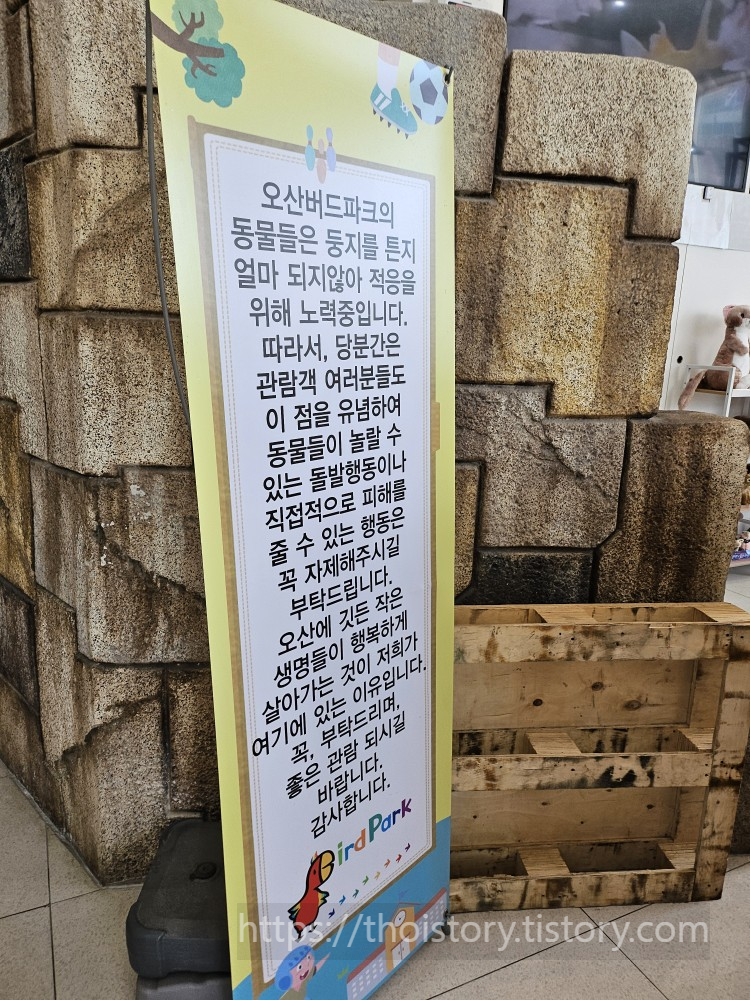 오산버드파크의
동물들은 둥지를 튼지
얼마 되지않아 적응을
위해 노력중입니다.
따라서, 당분간은
관람객 여러분들도
이 점을 유념하여
동물들이 놀랄 수
있는 돌발행동이나
직접적으로 피해를
줄 수 있는 행동은
꼭 자제해주시길
부탁드립니다.
오산에 깃든 작은
생명들이 행복하게
살아가는 것이 저희가
여기에 있는 이유입니다.
꼭, 부탁드리며,
좋은 관람 되시길
바랍니다.
감사합니다.
Bird Park
https://thoistory.tistory.com